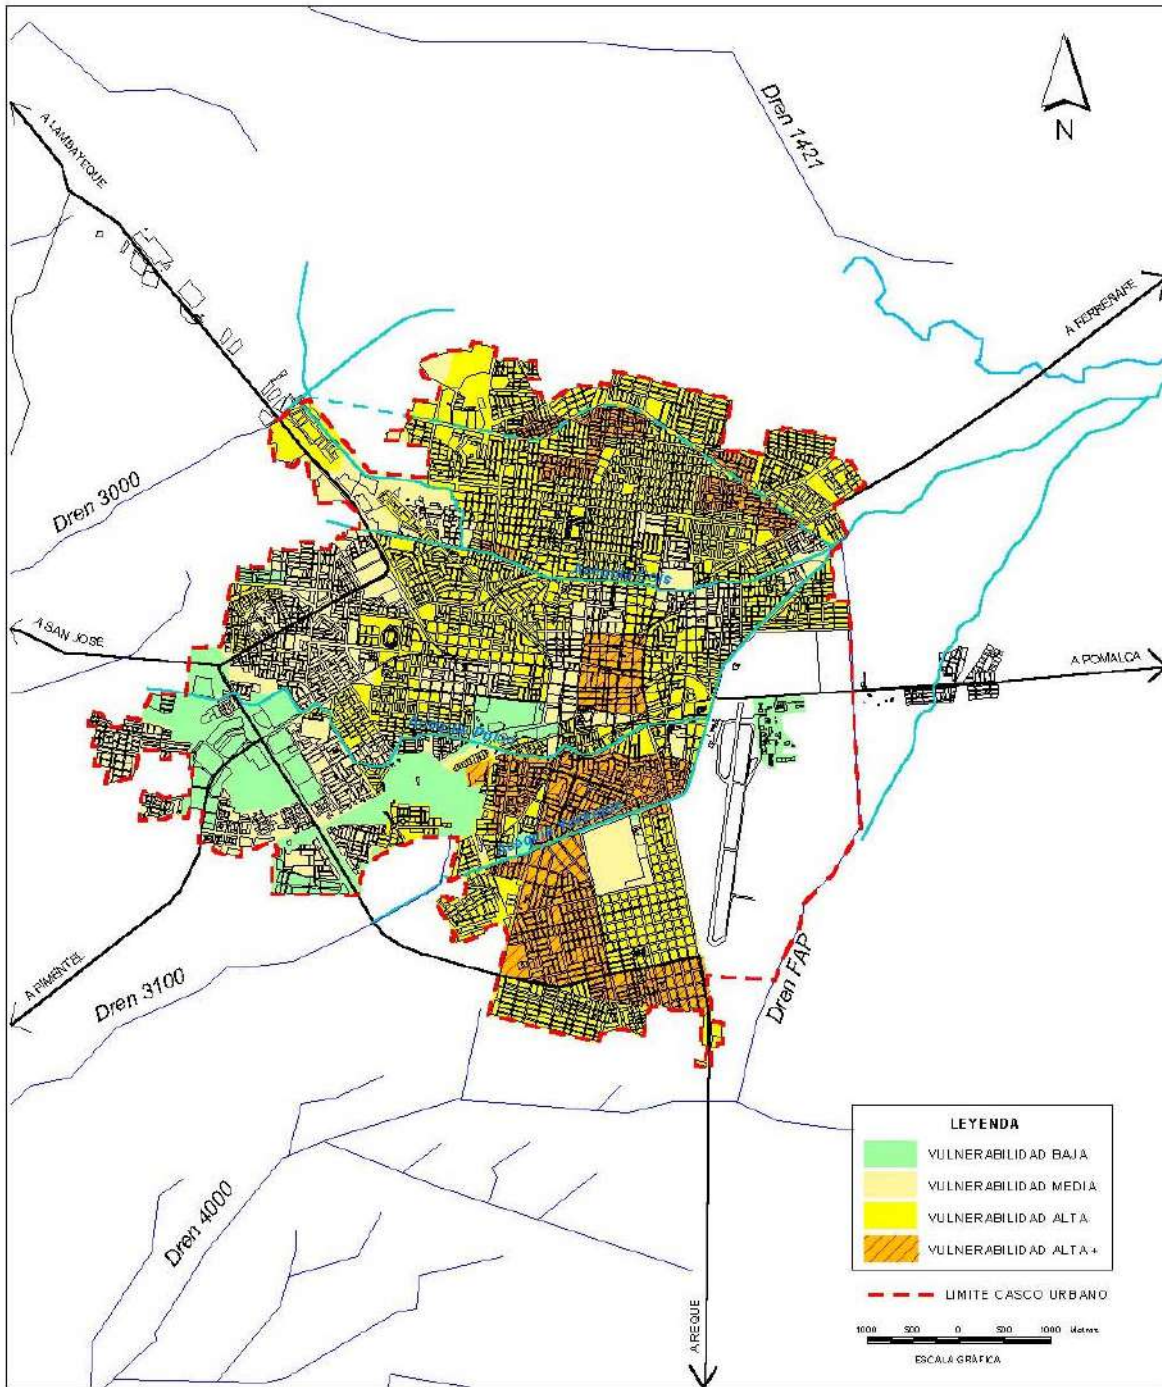 Dren 1421
N
A LAMBAYEQUE
A FERREÑAFE
Dren 3000
A SAN JOSE
A POMALCA
A PIMENTEL
Dren 3100
Dren FAP
Dren 4000
A REQUE
LEYENDA
VULNERABILIDAD BAJA
VULNERABILIDAD MEDIA
VULNERABILIDAD ALTA
VULNERABILIDAD ALTA +
LIMITE CASCO URBANO
1000 500 0 500 1000 Metros
ESCALA GRÁFICA